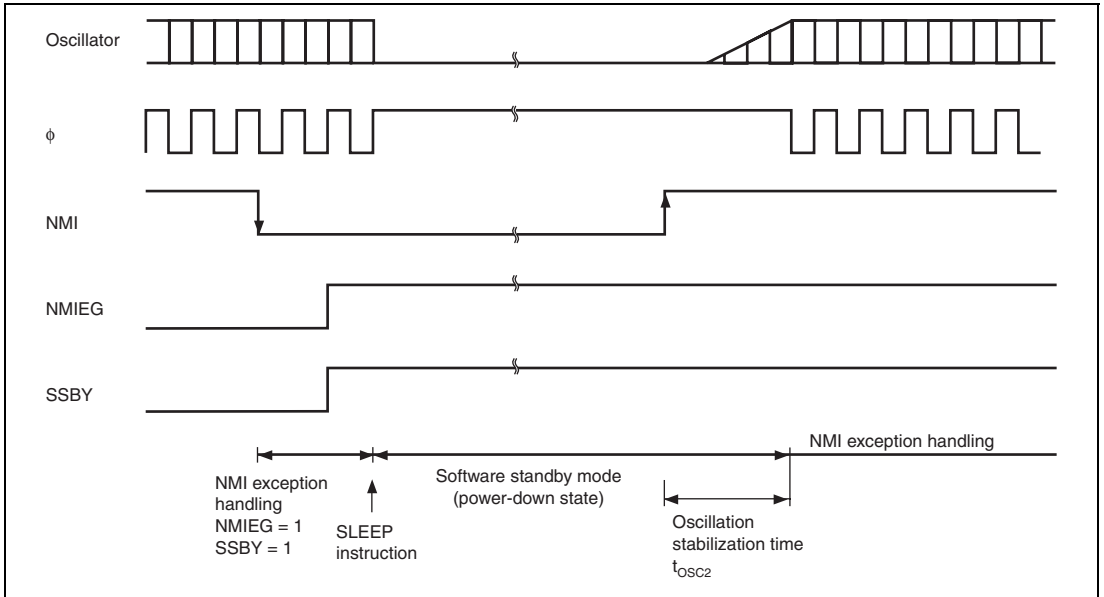 Oscillator
φ
NMI
NMIEG
SSBY
NMI exception handling
NMI exception
handling
NMIEG = 1
SSBY = 1
SLEEP
instruction
Software standby mode
(power-down state)
Oscillation
stabilization time
tOSC2